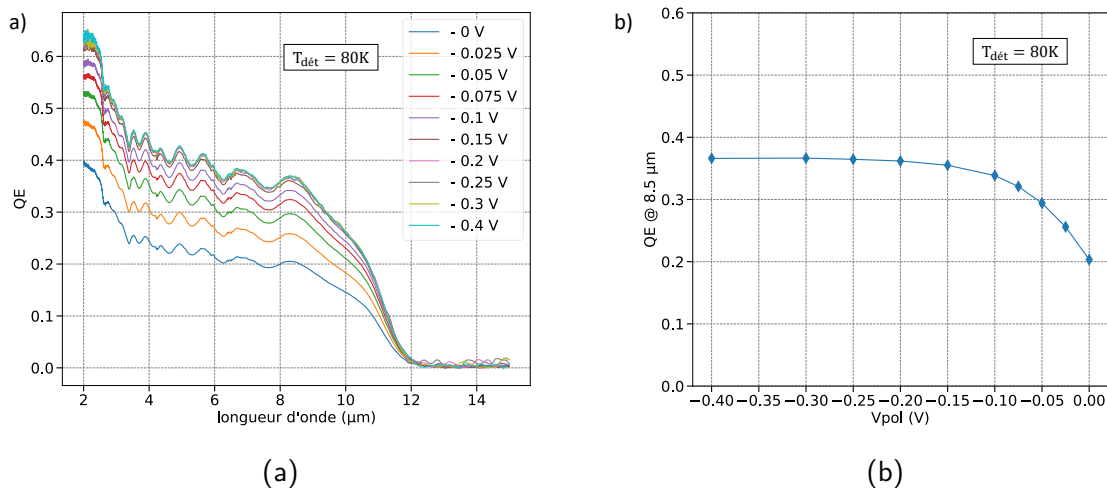 a)
QE
0.6
0.5
0.4
0.3
0.2
0.1
0.0
2
4
6
8
10
12
14
longueur d'onde (μm)
T_dét = 80K
- 0 V
- 0.025 V
- 0.05 V
- 0.075 V
- 0.1 V
- 0.15 V
- 0.2 V
- 0.25 V
- 0.3 V
- 0.4 V
(a)
b)
QE @ 8.5 μm
0.6
0.5
0.4
0.3
0.2
0.1
0.0
−0.40
−0.35
−0.30
−0.25
−0.20
−0.15
−0.10
−0.05
0.00
Vpol (V)
T_dét = 80K
(b)